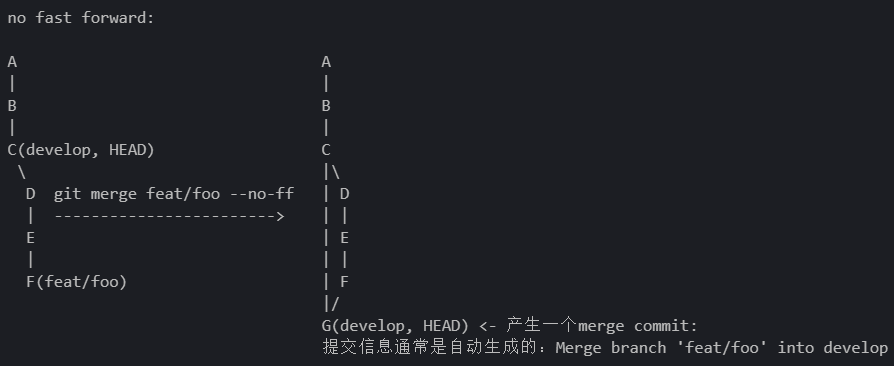 no fast forward:

A                                 A
|                                 |
B                                 B
|                                 |
C(develop, HEAD)                  C
 \                                |\
  D  git merge feat/foo --no-ff   | D
  |  ------------------------>    | |
  E                               | E
  |                               | |
  F(feat/foo)                     | F
                                  |/
                                  G(develop, HEAD) <- 产生一个merge commit:
                                  提交信息通常是自动生成的：Merge branch 'feat/foo' into develop